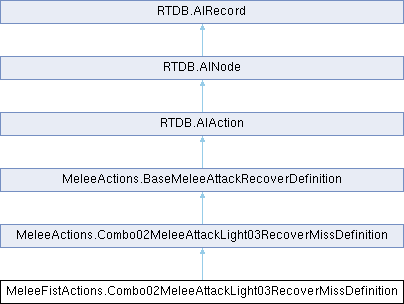 RTDB.AIRecord
RTDB.AINode
RTDB.AIAction
MeleeActions.BaseMeleeAttackRecoverDefinition
MeleeActions.Combo02MeleeAttackLight03RecoverMissDefinition
MeleeFistActions.Combo02MeleeAttackLight03RecoverMissDefinition